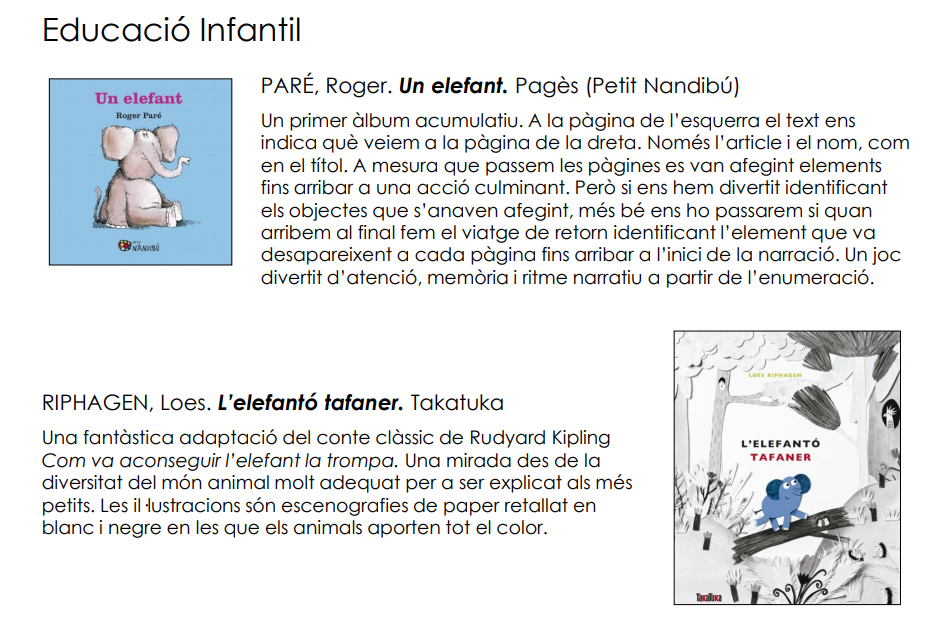 Educació Infantil
Un elefant
Roger Paré
PETIT
NANDIBÚ
PARÉ, Roger. Un elefant. Pagès (Petit Nandibú)
Un primer àlbum acumulatiu. A la pàgina de l’esquerra el text ens
indica què veiem a la pàgina de la dreta. Només l’article i el nom, com
en el títol. A mesura que passem les pàgines es van afegint elements
fins arribar a una acció culminant. Però si ens hem divertit identificant
els objectes que s’anaven afegint, més bé ens ho passarem si quan
arribem al final fem el viatge de retorn identificant l’element que va
desapareixent a cada pàgina fins arribar a l’inici de la narració. Un joc
divertit d’atenció, memòria i ritme narratiu a partir de l’enumeració.
RIPHAGEN, Loes. L’elefantó tafaner. Takatuka
Una fantàstica adaptació del conte clàssic de Rudyard Kipling
Com va aconseguir l’elefant la trompa. Una mirada des de la
diversitat del món animal molt adequat per a ser explicat als més
petits. Les il·lustracions són escenografies de paper retallat en
blanc i negre en les que els animals aporten tot el color.
LOES RIPHAGEN
L’ELEFANTÓ
TAFANER
TAKATUKA